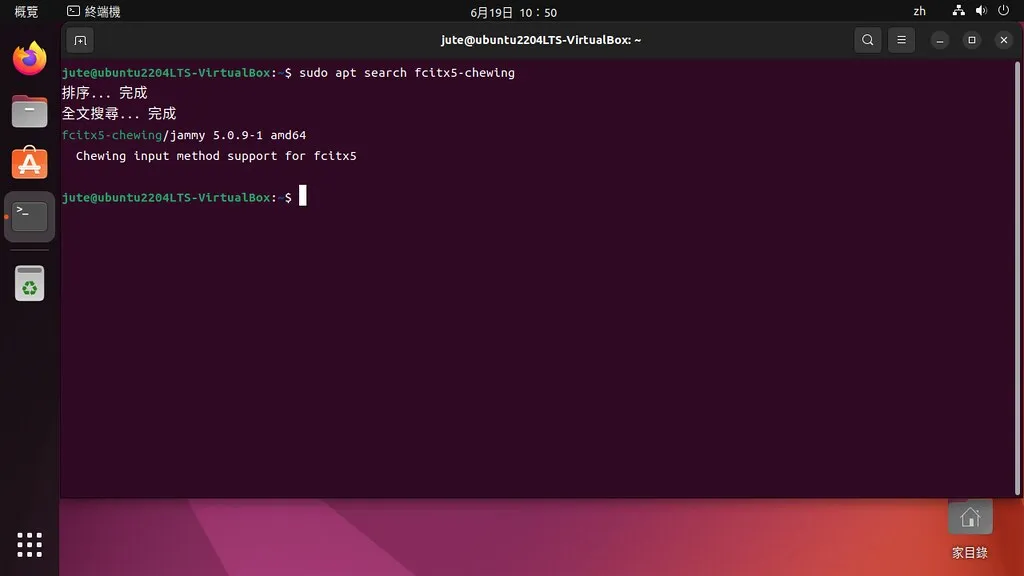 概覽
終端機
6月19日 10：50
zh
jute@ubuntu2204LTS-VirtualBox: ~
jute@ubuntu2204LTS-VirtualBox:~$ sudo apt search fcitx5-chewing
排序... 完成
全文搜尋... 完成
fcitx5-chewing/jammy 5.0.9-1 amd64
  Chewing input method support for fcitx5
jute@ubuntu2204LTS-VirtualBox:~$
家目錄